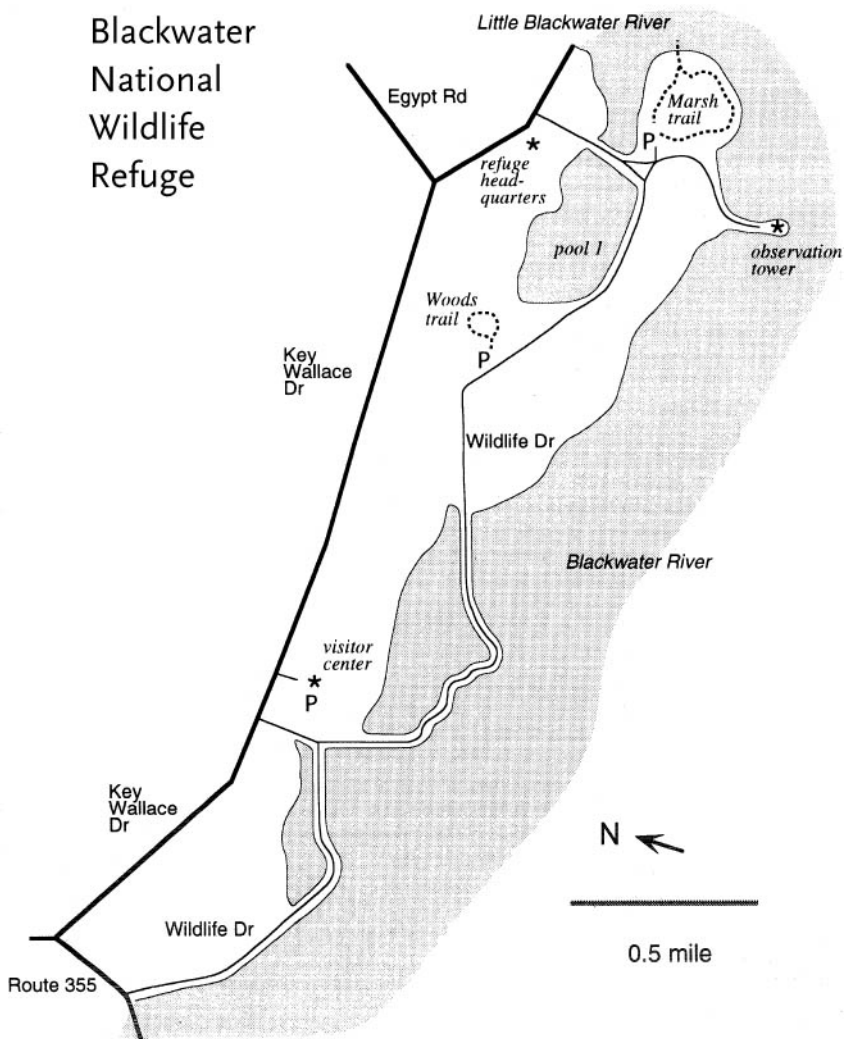 Blackwater
National
Wildlife
Refuge
Little Blackwater River
Egypt Rd
Marsh
trail
P
*
refuge
head-
quarters
pool 1
*
observation
tower
Woods
trail
P
Key
Wallace
Dr
Wildlife Dr
Blackwater River
visitor
center
*
P
Key
Wallace
Dr
N
Wildlife Dr
0.5 mile
Route 355